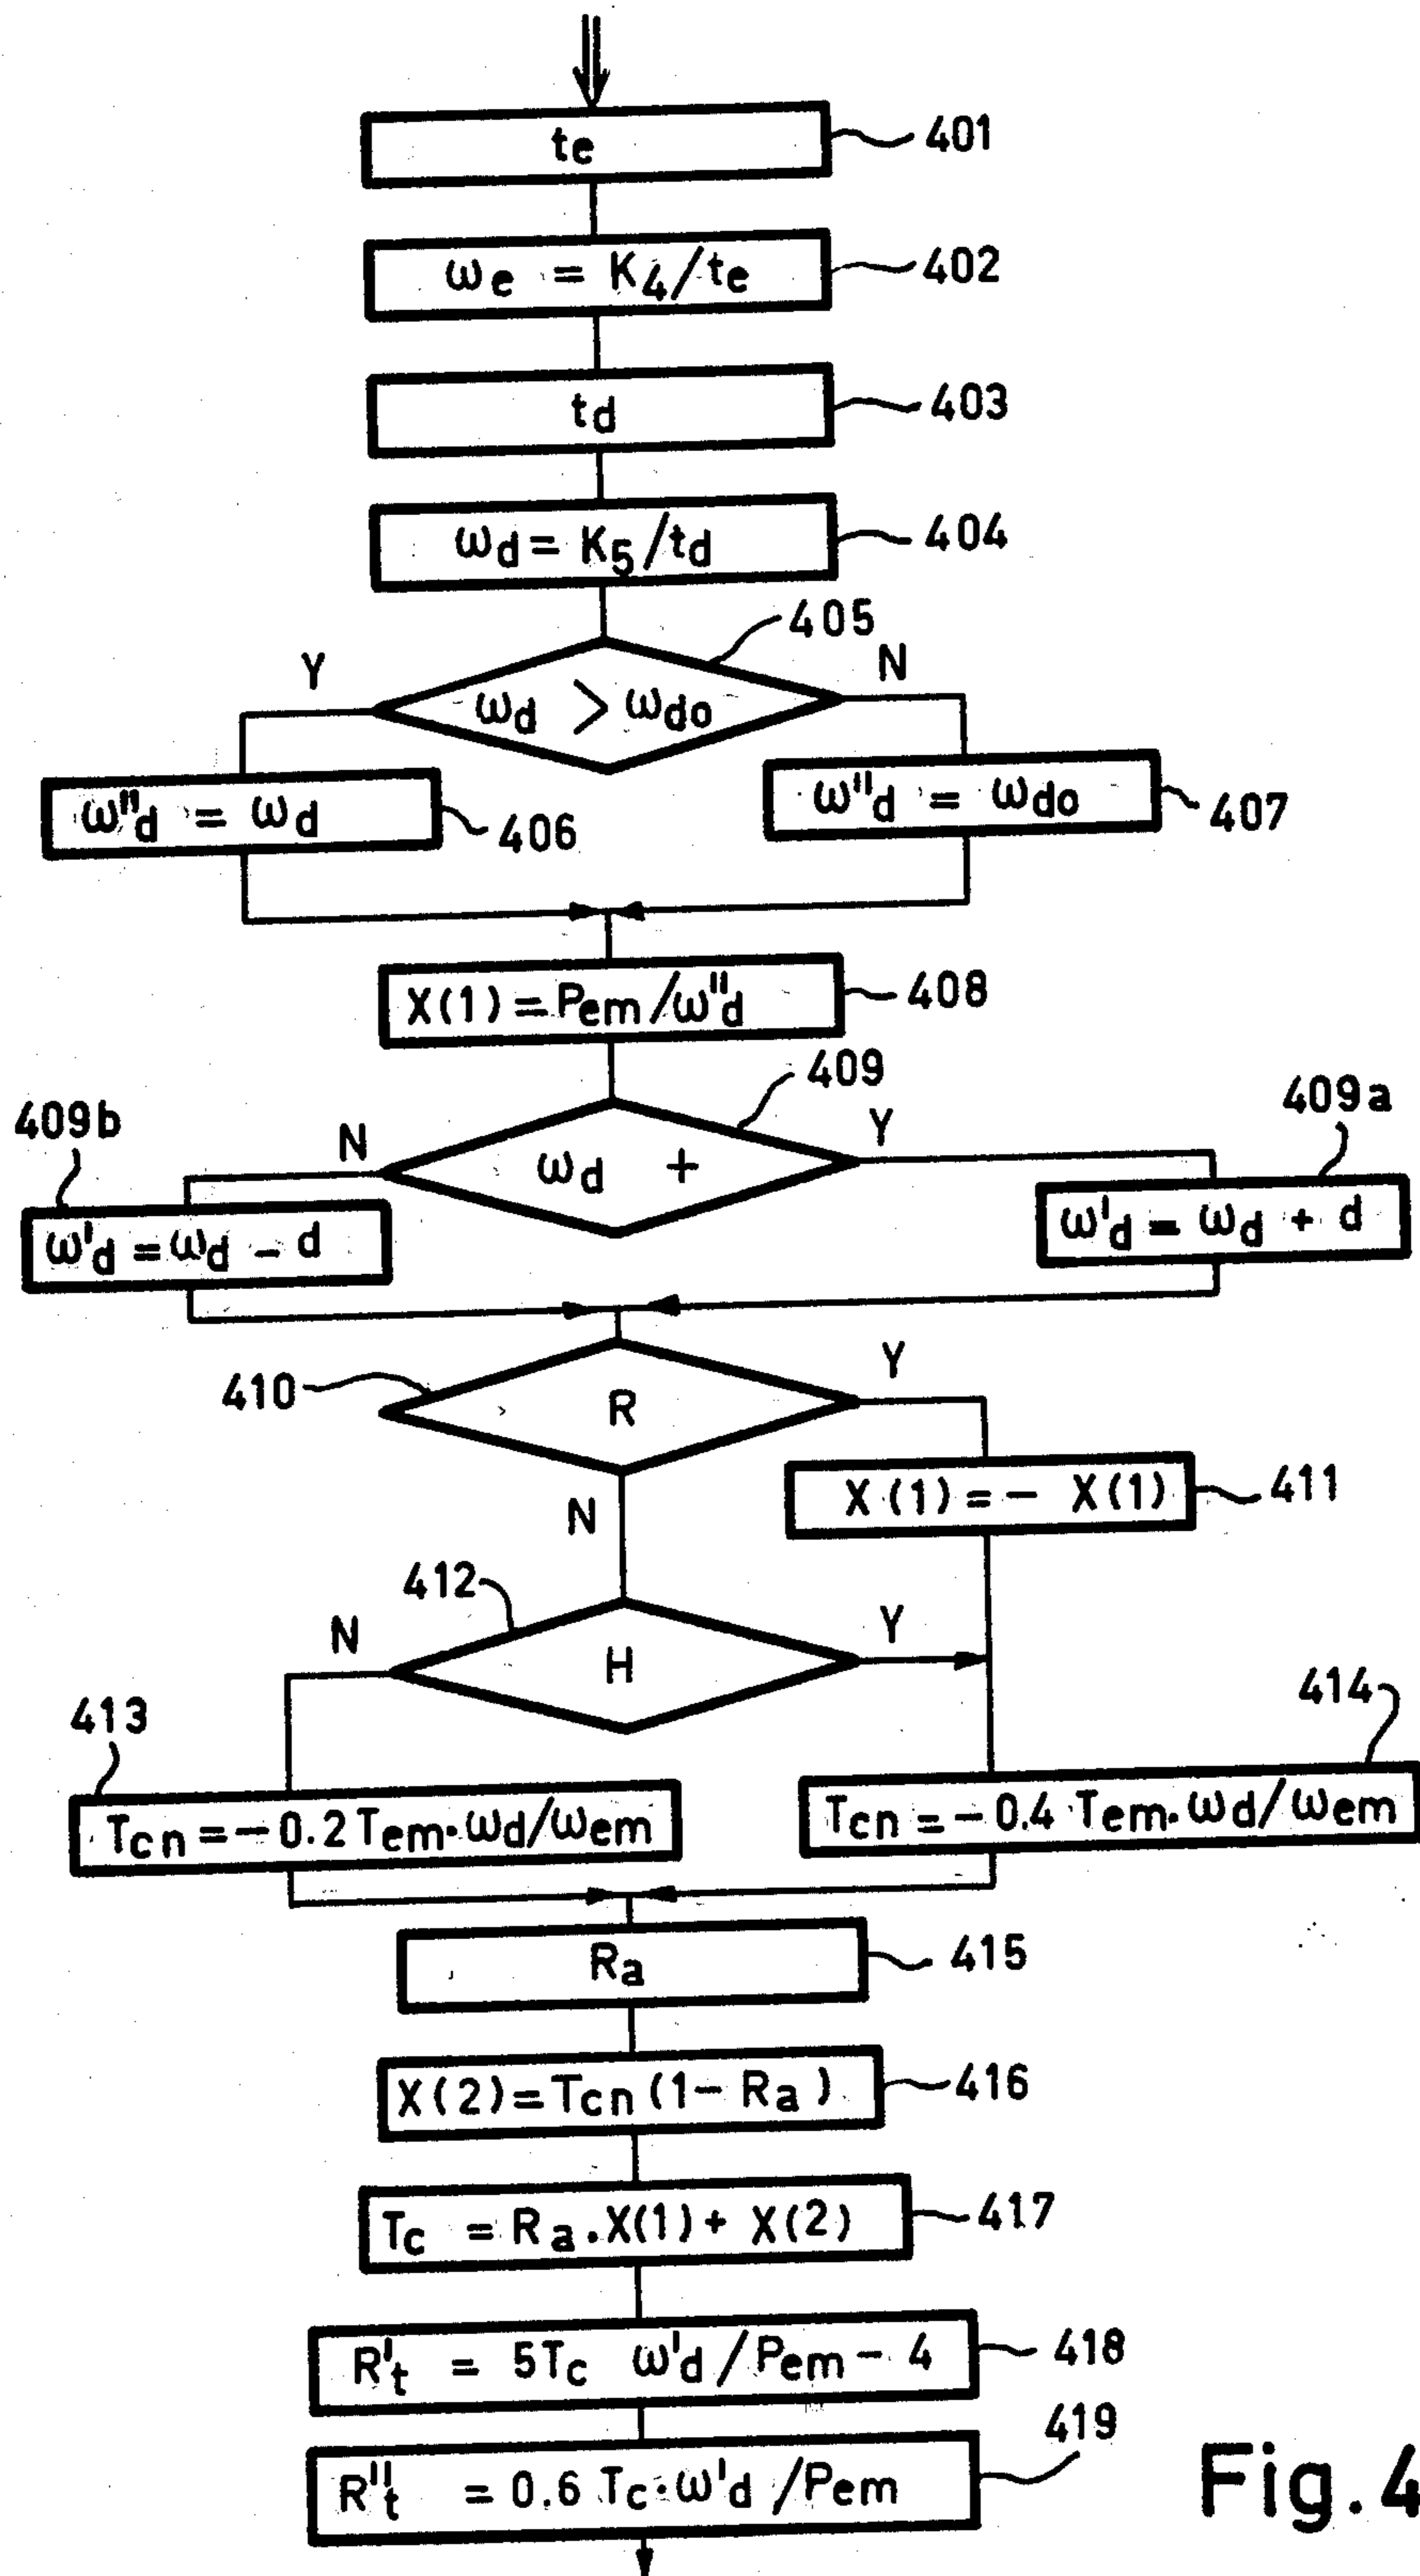 te 401
ωe = K4/te 402
td 403
ωd = K5/td 404
405
Y N
ωd > ωdo
ω"d = ωd 406
ω"d = ωdo 407
X(1) = Pem/ω"d 408
409
409b N Y 409a
ωd +
ω'd = ωd - d
ω'd = ωd + d
410 R Y
N
X(1) = - X(1) 411
412
N Y
H
413 414
Tcn = -0.2 Tem·ωd/ωem
Tcn = -0.4 Tem·ωd/ωem
Ra 415
X(2) = Tcn (1- Ra) 416
Tc = Ra.X(1) + X(2) 417
R't = 5Tc ω'd/Pem - 4 418
419
R"t = 0.6 Tc·ω'd /Pem
Fig.4